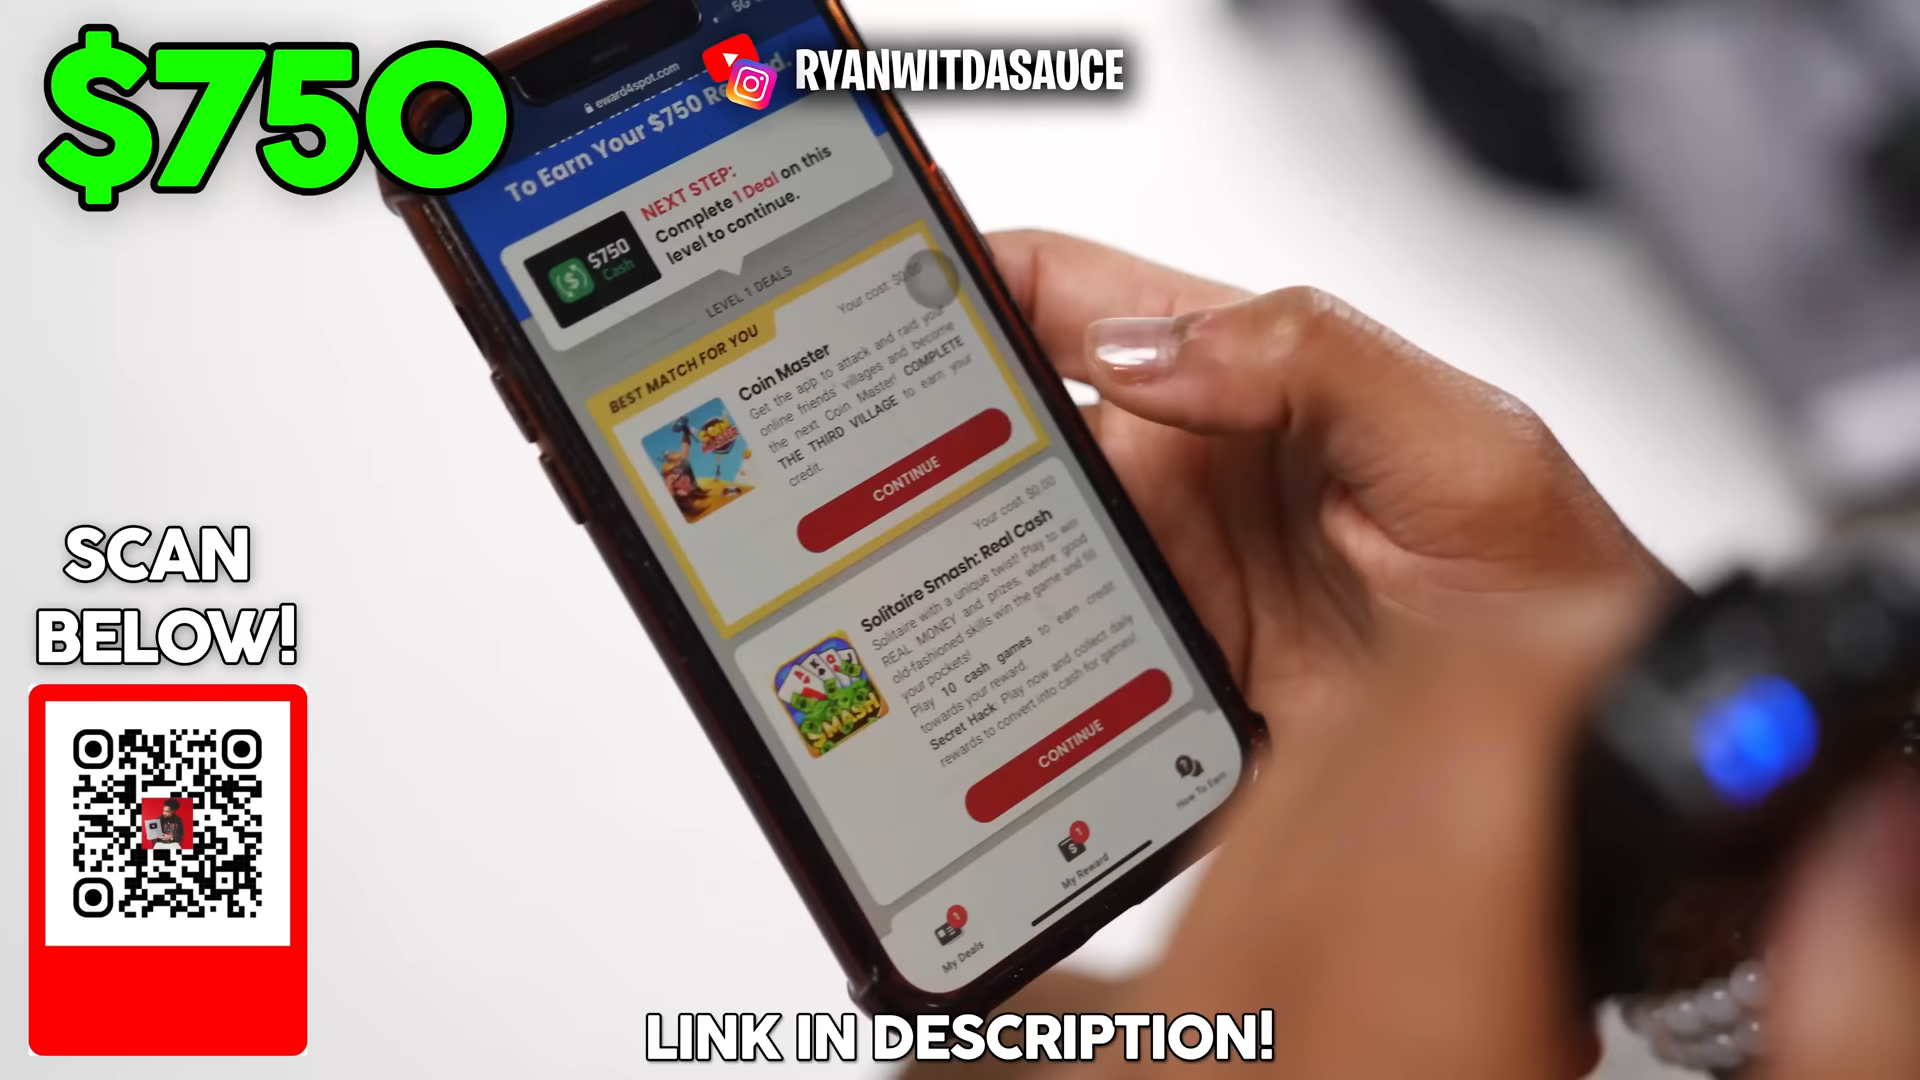 $750
RYANWITDASAUCE
5G
eward4spot.com
To Earn Your $750
NEXT STEP:
Complete 1 Deal on this
level to continue.
$750
Cash
LEVEL 1 DEALS
BEST MATCH FOR YOU
Your cost: $0.00
Coin Master
Get the app to attack and raid your
online friends' villages and become
the next Coin Master! COMPLETE
THE THIRD VILLAGE to earn your
credit.
CONTINUE
Your cost: $0.00
Solitaire Smash: Real Cash
Solitaire with a unique twist! Play to win
REAL MONEY and prizes, where good
old-fashioned skills win the game and fill
your pockets!
Play 10 cash games to earn credit
towards your reward.
Secret Hack: Play now and collect daily
rewards to convert into cash for games!
SMASH
CONTINUE
1
My Deals
1
My Reward
How To Earn
SCAN
BELOW!
LINK IN DESCRIPTION!